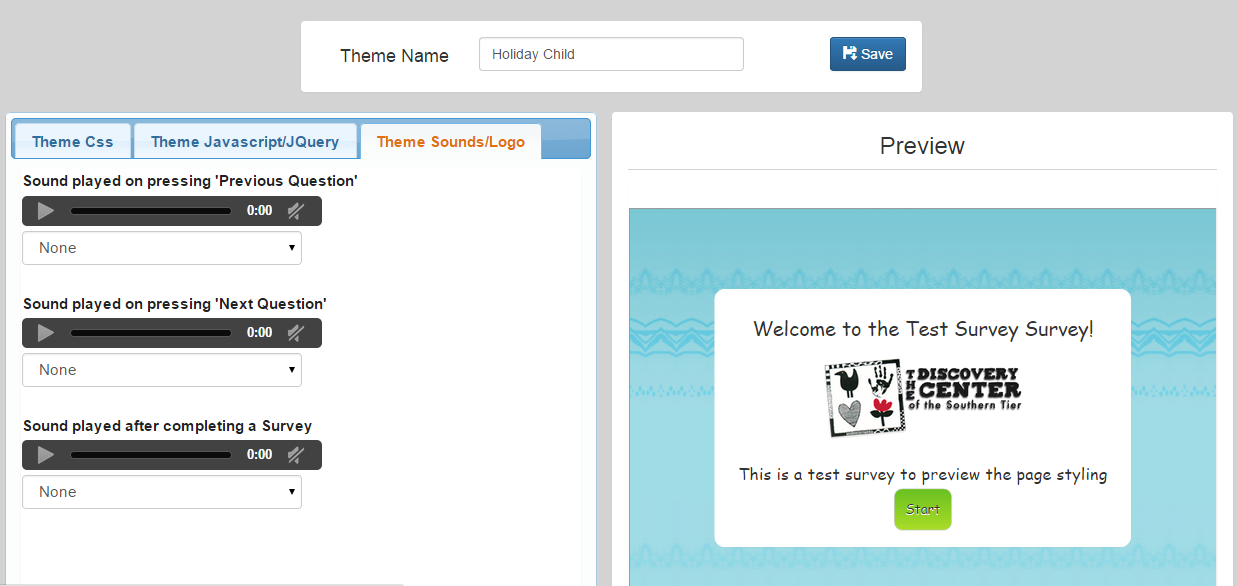 Theme Name
Holiday Child
Save
Theme Css
Theme Javascript/JQuery
Theme Sounds/Logo
Sound played on pressing 'Previous Question'
0:00
None
Sound played on pressing 'Next Question'
0:00
None
Sound played after completing a Survey
0:00
None
Preview
Welcome to the Test Survey Survey!
THE DISCOVERY
CENTER
of the Southern Tier
This is a test survey to preview the page styling
Start